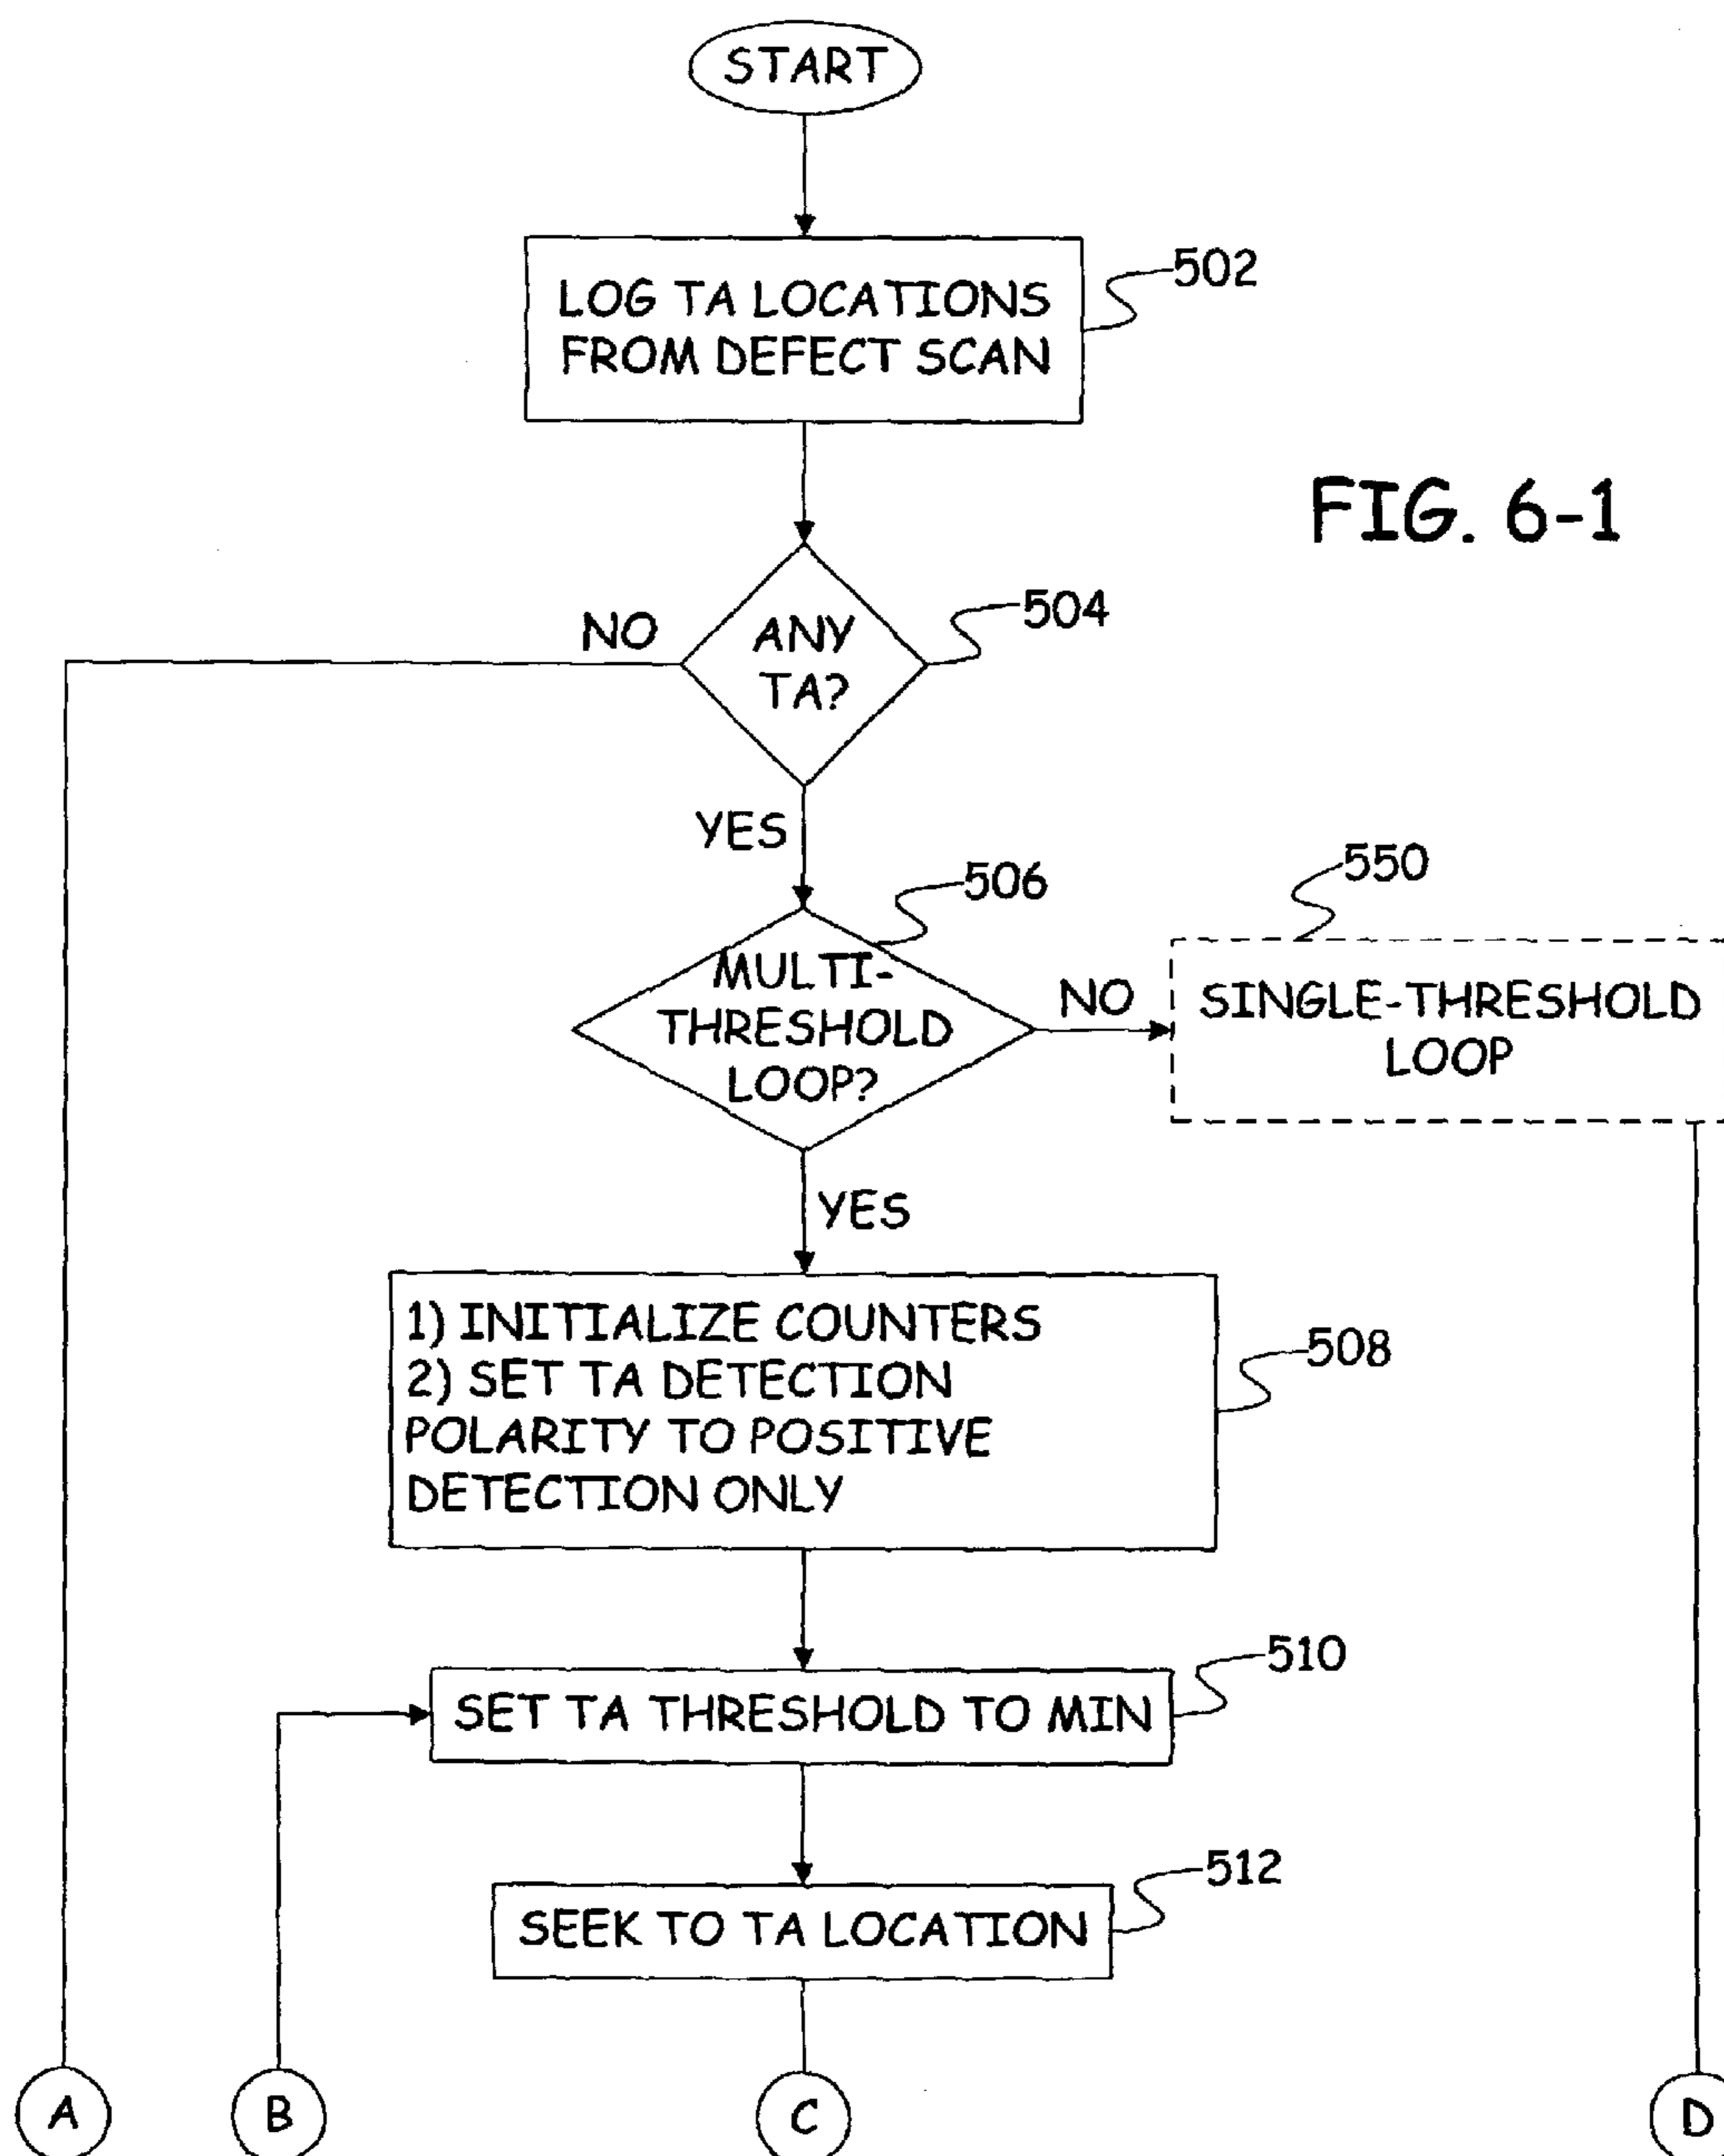 START
LOG TA LOCATIONS
FROM DEFECT SCAN
502
FIG. 6-1
ANY
TA?
504
NO
YES
MULTI-
THRESHOLD
LOOP?
506
NO
SINGLE-THRESHOLD
LOOP
550
YES
1) INITIALIZE COUNTERS
2) SET TA DETECTION
POLARITY TO POSITIVE
DETECTION ONLY
508
SET TA THRESHOLD TO MIN
510
SEEK TO TA LOCATION
512
A
B
C
D